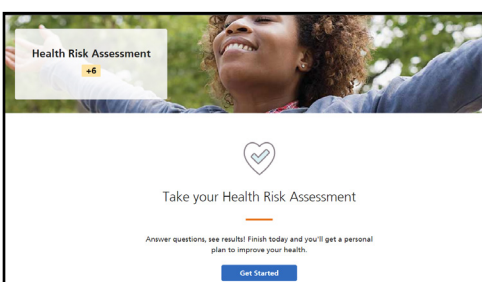 Health Risk Assessment
+6
Take your Health Risk Assessment
Answer questions, see results! Finish today and you'll get a personal
plan to improve your health.
Get Started